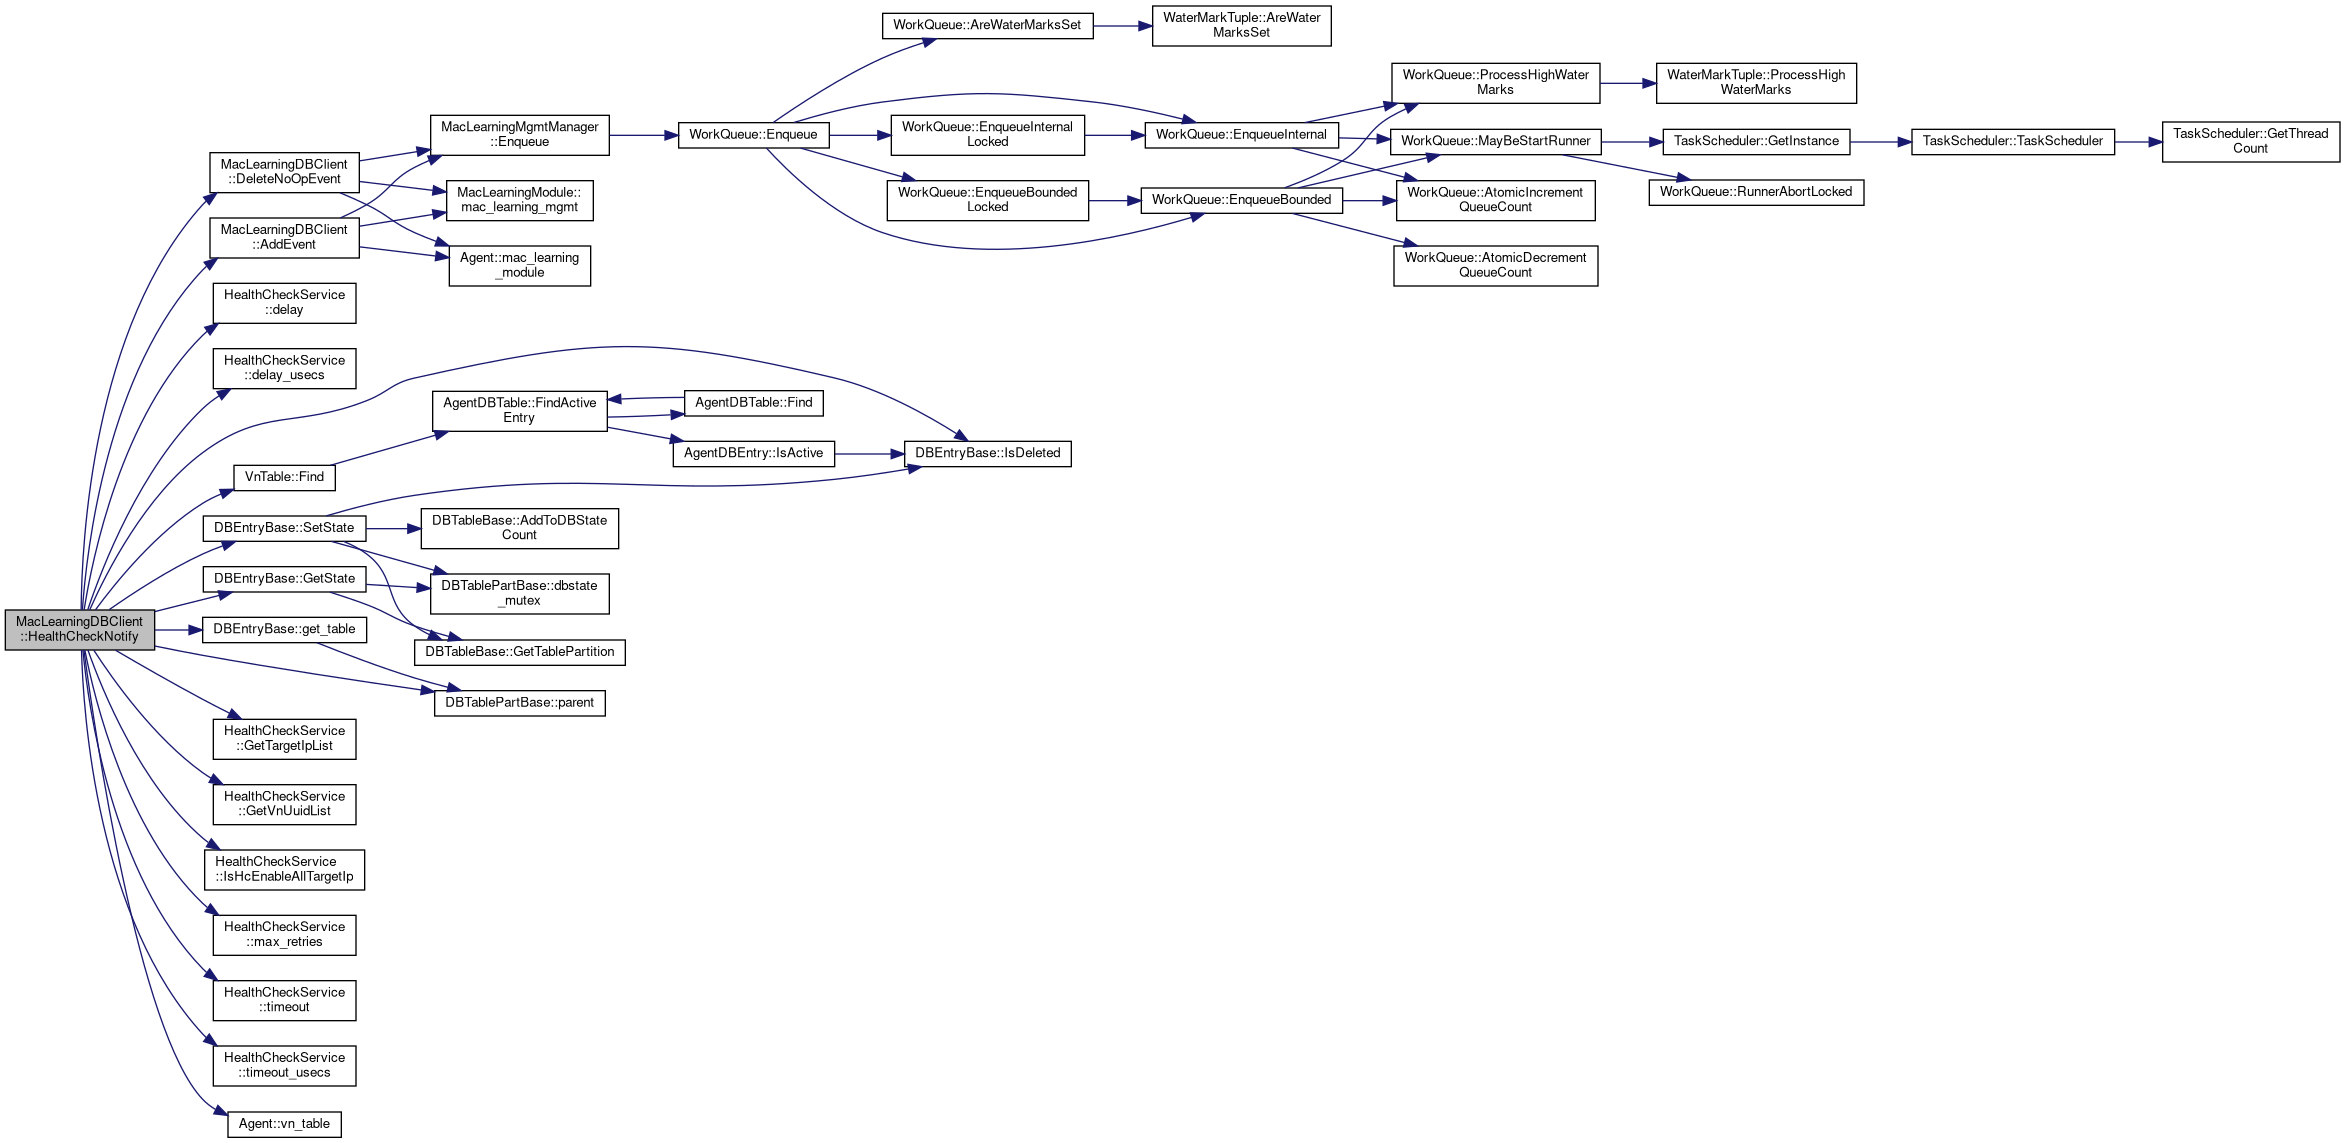 MacLearningDBClient
::HealthCheckNotify
MacLearningDBClient
::DeleteNoOpEvent
MacLearningDBClient
::AddEvent
HealthCheckService
::delay
HealthCheckService
::delay_usecs
VnTable::Find
DBEntryBase::SetState
DBEntryBase::GetState
DBEntryBase::get_table
HealthCheckService
::GetTargetIpList
HealthCheckService
::GetVnUuidList
HealthCheckService
::IsHcEnableAllTargetIp
HealthCheckService
::max_retries
HealthCheckService
::timeout
HealthCheckService
::timeout_usecs
Agent::vn_table
MacLearningMgmtManager
::Enqueue
MacLearningModule::
mac_learning_mgmt
Agent::mac_learning
_module
AgentDBTable::FindActive
Entry
DBTableBase::AddToDBState
Count
DBTablePartBase::dbstate
_mutex
DBTableBase::GetTablePartition
DBTablePartBase::parent
WorkQueue::Enqueue
AgentDBTable::Find
AgentDBEntry::IsActive
WorkQueue::AreWaterMarksSet
WorkQueue::EnqueueInternal
Locked
WorkQueue::EnqueueBounded
Locked
DBEntryBase::IsDeleted
WaterMarkTuple::AreWater
MarksSet
WorkQueue::EnqueueInternal
WorkQueue::EnqueueBounded
WorkQueue::ProcessHighWater
Marks
WorkQueue::MayBeStartRunner
WorkQueue::AtomicIncrement
QueueCount
WorkQueue::AtomicDecrement
QueueCount
WaterMarkTuple::ProcessHigh
WaterMarks
TaskScheduler::GetInstance
WorkQueue::RunnerAbortLocked
TaskScheduler::TaskScheduler
TaskScheduler::GetThread
Count